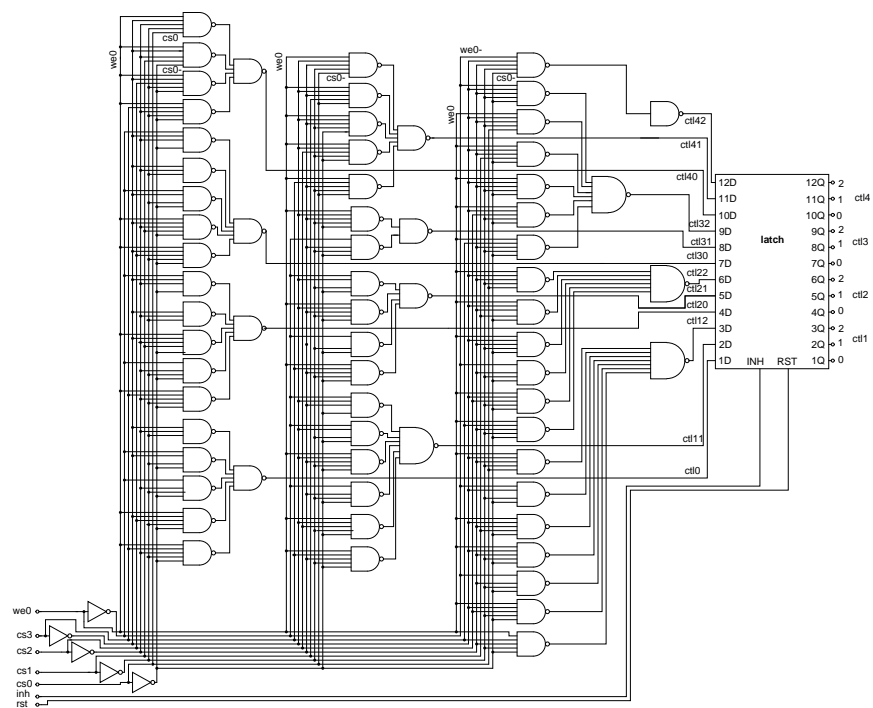 cs0
we0
cs0-
cs0-
we0
we0-
cs0-
we0
ctl42
ctl41
ctl40
ctl32
ctl31
ctl30
ctl22
ctl21
ctl20
ctl12
ctl11
ctl0
12D 12Q 2
11D 11Q 1 ctl4
10D 10Q 0
9D 9Q 2
latch
8D 8Q 1 ctl3
7D 7Q 0
6D 6Q 2
5D 5Q 1 ctl2
4D 4Q 0
3D 3Q 2
2D 2Q 1 ctl1
1D INH RST 1Q 0
we0
cs3
cs2
cs1
cs0
inh
rst